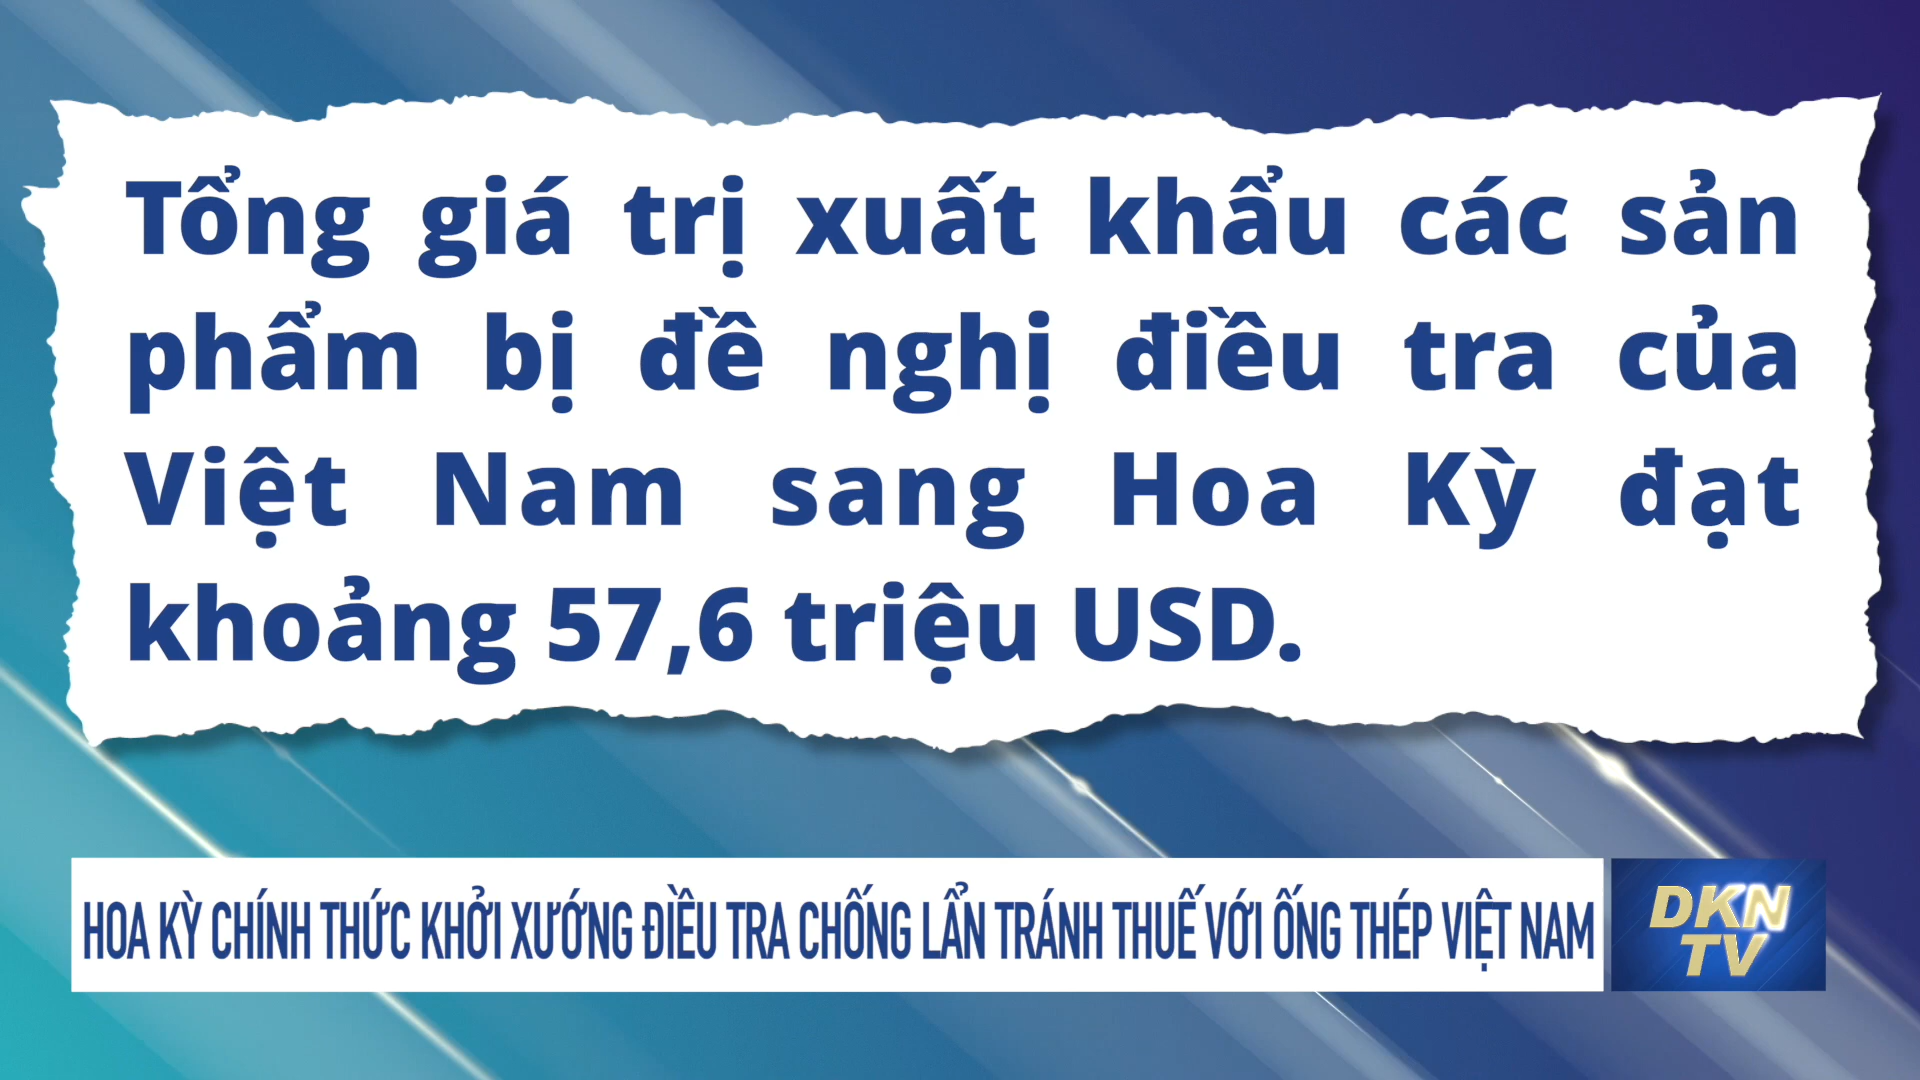 Tổng giá trị xuất khẩu các sản
phẩm bị đề nghị điều tra của
Việt Nam sang Hoa Kỳ đạt
khoảng 57,6 triệu USD.
HOA KỲ CHÍNH THỨC KHỞI XƯỚNG ĐIỀU TRA CHỐNG LẨN TRÁNH THUẾ VỚI ỐNG THÉP VIỆT NAM
DKN
TV